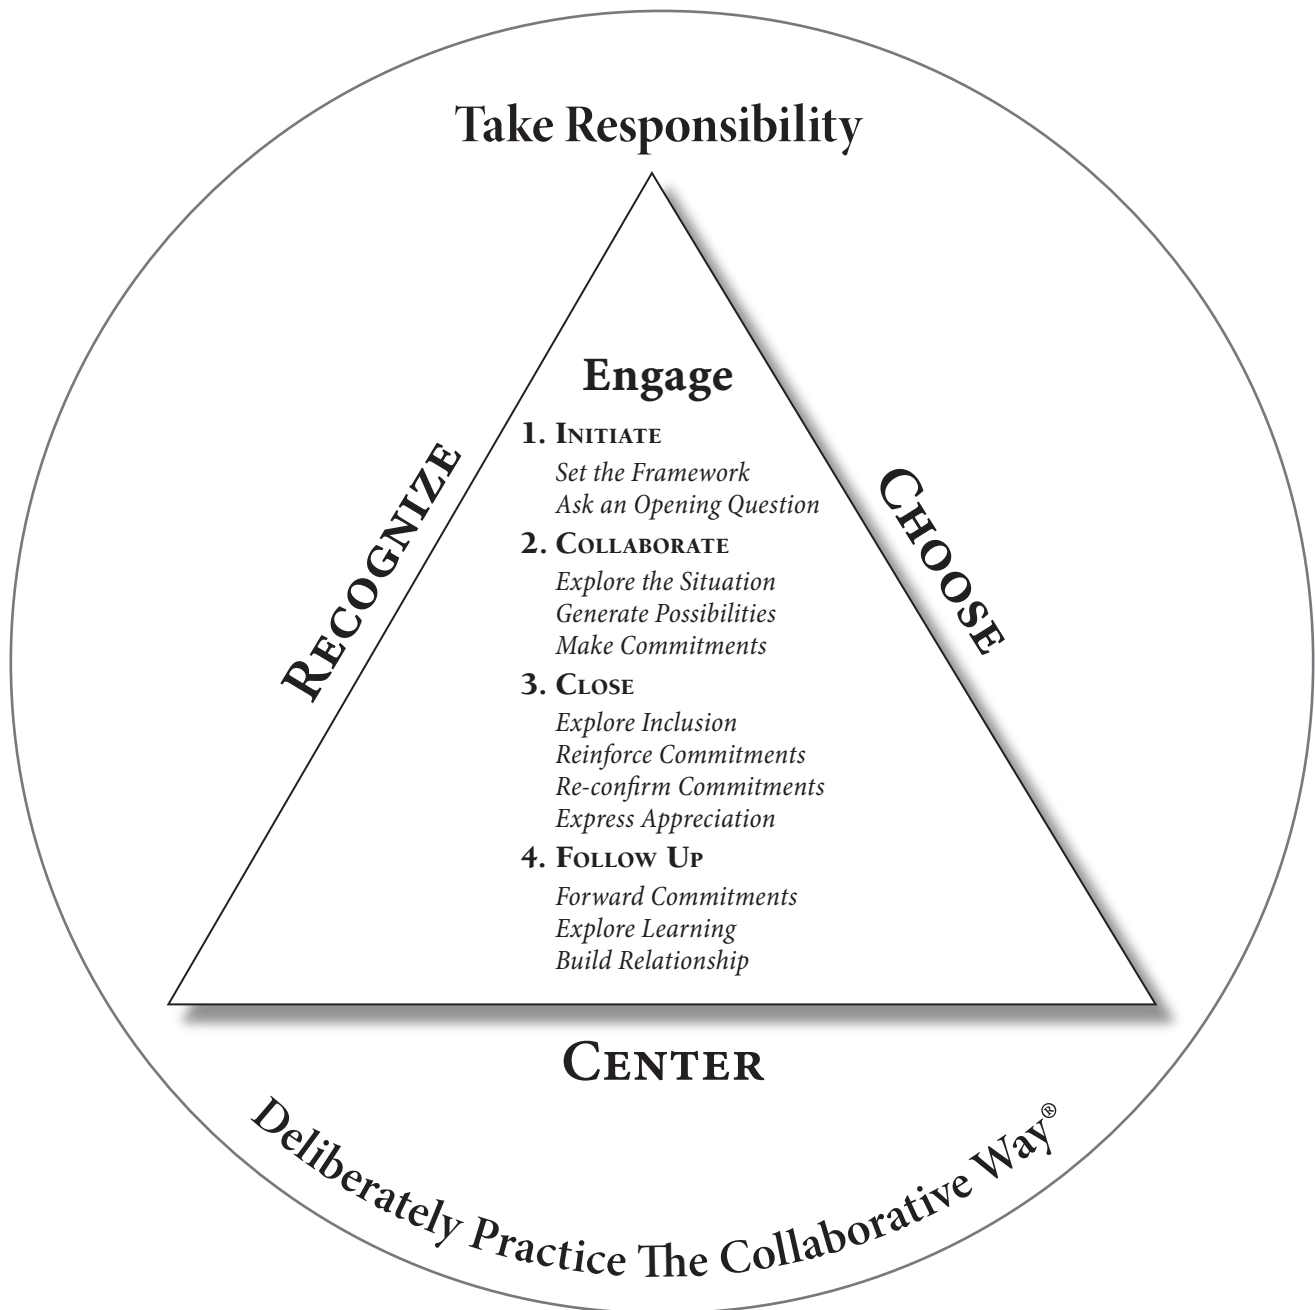 Take Responsibility
Engage
1. INITIATE
Set the Framework
Ask an Opening Question
2. COLLABORATE
Explore the Situation
Generate Possibilities
Make Commitments
3. CLOSE
Explore Inclusion
Reinforce Commitments
Re-confirm Commitments
Express Appreciation
4. FOLLOW UP
Forward Commitments
Explore Learning
Build Relationship
RECOGNIZE
CHOOSE
CENTER
Deliberately Practice The Collaborative Way®